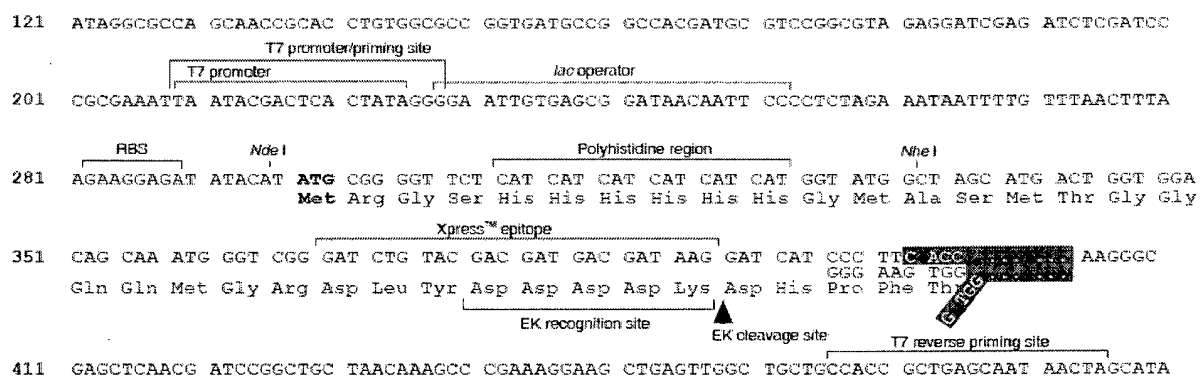 121 ATAGGCGCCA GCAACCGCAC CTGTGGCGCC GGTGATGCCG GCCACGATGC GTCCGGCGTA GAGGATCGAG ATCTCGATCC
T7 promoter/priming site
T7 promoter
lac operator
201 CGCGAAATTA ATACGACTCA CTATAGGGGA ATTGTGAGCG GATAACAATT CCCCTCTAGA AATAATTTTG TTTAACTTTA
RBS Nde I Polyhistidine region Nhe I
281 AGAAGGAGAT ATACAT ATG CGG GGT TCT CAT CAT CAT CAT CAT CAT GGT ATG GCT AGC ATG ACT GGT GGA
Met Arg Gly Ser His His His His His His Gly Met Ala Ser Met Thr Gly Gly
Xpress™ epitope
351 CAG CAA ATG GGT CGG GAT CTG TAC GAC GAT GAC GAT AAG GAT CAT CCC TTC ACC AAGGGC
GGG AAG TGG
Gln Gln Met Gly Arg Asp Leu Tyr Asp Asp Asp Asp Lys Asp His Pro Phe Thr
GTGG
EK recognition site
EK cleavage site
T7 reverse priming site
411 GAGCTCAACG ATCCGGCTGC TAACAAAGCC CGAAAGGAAG CTGAGTTGGC TGCTGCCACC GCTGAGCAAT AACTAGCATA